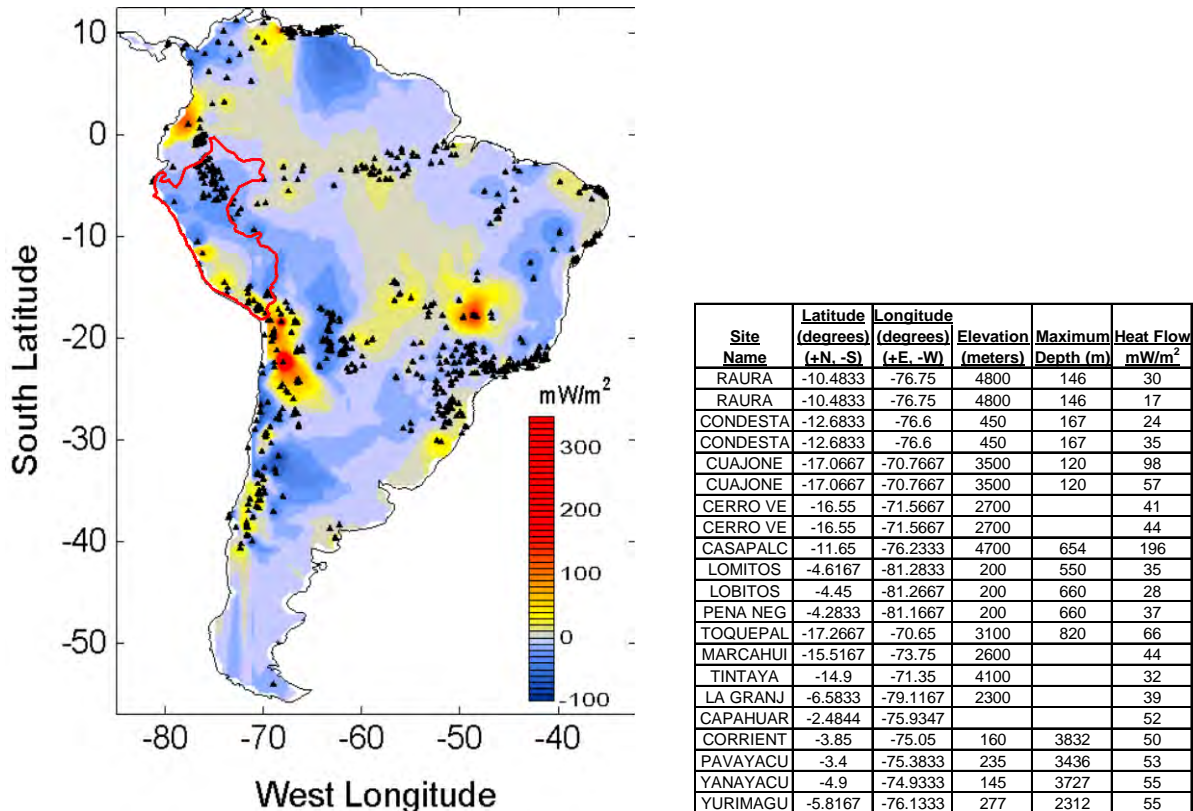 10
0
-10
-20
-30
-40
-50
South Latitude
-80 -70 -60 -50 -40
West Longitude
mW/m²
300
200
100
0
-100
Site Name Latitude (degrees) (+N, -S) Longitude (degrees) (+E, -W) Elevation (meters) Maximum Depth (m) Heat Flow mW/m²
RAURA -10.4833 -76.75 4800 146 30
RAURA -10.4833 -76.75 4800 146 17
CONDESTA -12.6833 -76.6 450 167 24
CONDESTA -12.6833 -76.6 450 167 35
CUAJONE -17.0667 -70.7667 3500 120 98
CUAJONE -17.0667 -70.7667 3500 120 57
CERRO VE -16.55 -71.5667 2700 41
CERRO VE -16.55 -71.5667 2700 44
CASAPALC -11.65 -76.2333 4700 654 196
LOMITOS -4.6167 -81.2833 200 550 35
LOBITOS -4.45 -81.2667 200 660 28
PENA NEG -4.2833 -81.1667 200 660 37
TOQUEPAL -17.2667 -70.65 3100 820 66
MARCAHUI -15.5167 -73.75 2600 44
TINTAYA -14.9 -71.35 4100 32
LA GRANJ -6.5833 -79.1167 2300 39
CAPAHUAR -2.4844 -75.9347 52
CORRIENT -3.85 -75.05 160 3832 50
PAVAYACU -3.4 -75.3833 235 3436 53
YANAYACU -4.9 -74.9333 145 3727 55
YURIMAGU -5.8167 -76.1333 277 2312 55